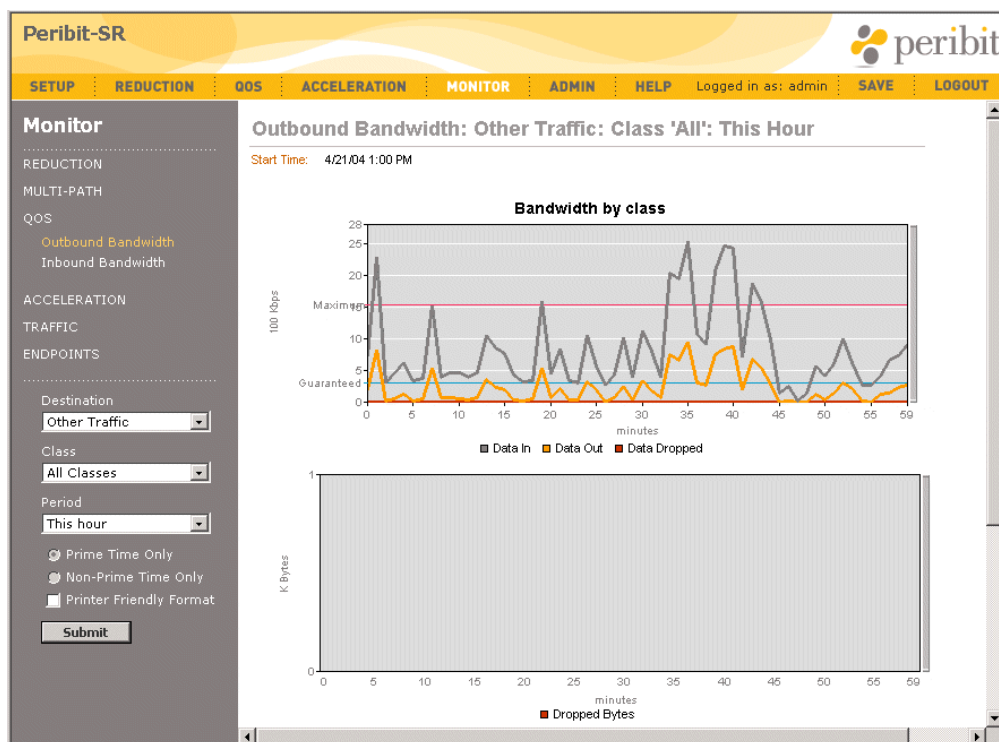 Peribit-SR
peribit
SETUP REDUCTION QOS ACCELERATION MONITOR ADMIN HELP Logged in as: admin SAVE LOGOUT
Monitor
REDUCTION
MULTI-PATH
QOS
Outbound Bandwidth
Inbound Bandwidth
ACCELERATION
TRAFFIC
ENDPOINTS
Destination
Other Traffic
Class
All Classes
Period
This hour
Prime Time Only
Non-Prime Time Only
Printer Friendly Format
Submit
Outbound Bandwidth: Other Traffic: Class 'All': This Hour
Start Time: 4/21/04 1:00 PM
Bandwidth by class
28
25
20
Maximum
15
10
5
Guaranteed
0
100 Kbps
0 5 10 15 20 25 30 35 40 45 50 55 59
minutes
Data In Data Out Data Dropped
1
K Bytes
0
0 5 10 15 20 25 30 35 40 45 50 55 59
minutes
Dropped Bytes